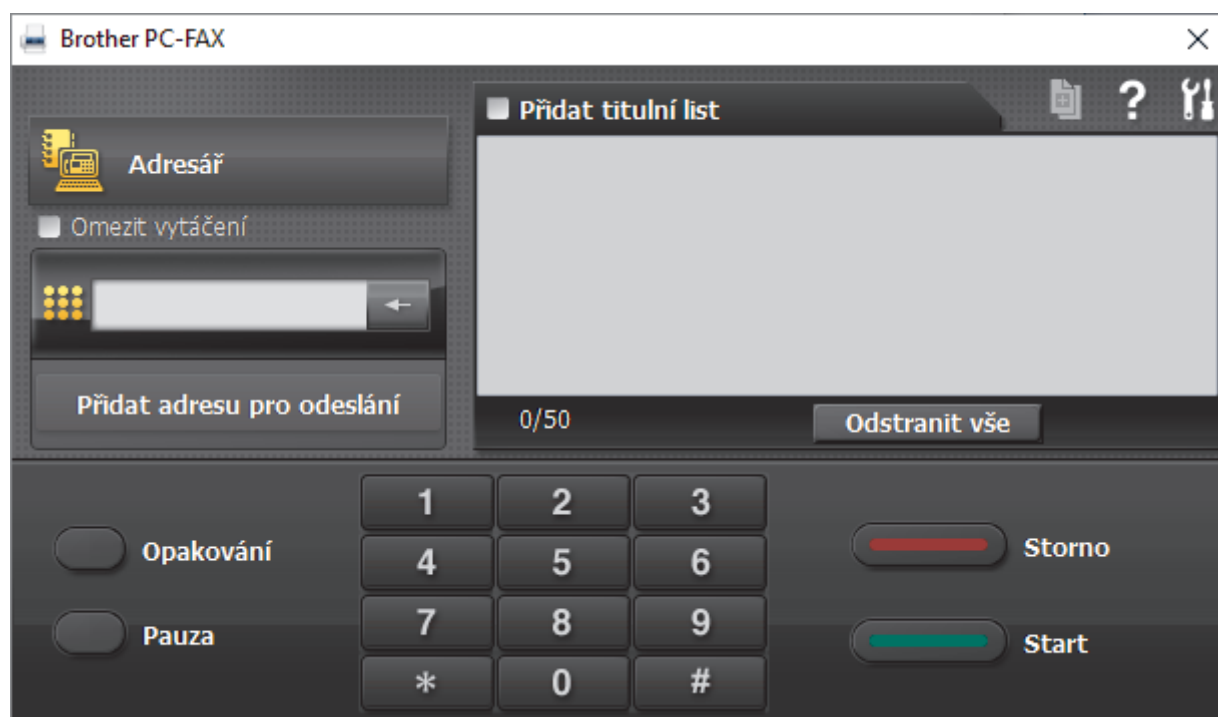 Brother PC-FAX
Přidat titulní list
?
Adresář
Omezit vytáčení
Přidat adresu pro odeslání
0/50
Odstranit vše
1 2 3
Opakování
Storno
4 5 6
Pauza
7 8 9
Start
* 0 #